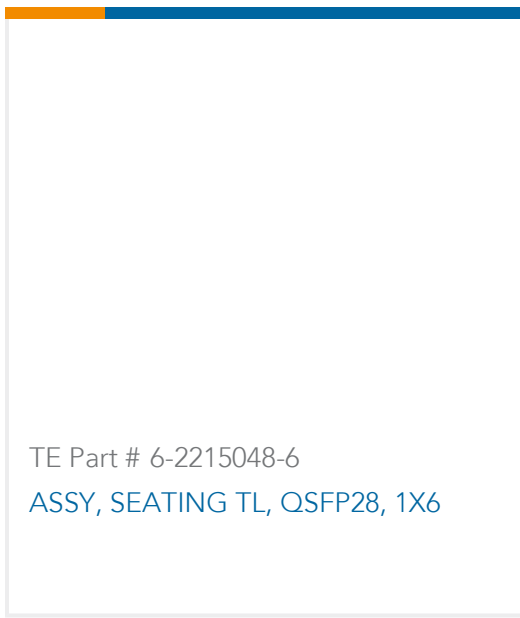 TE Part # 6-2215048-6
ASSY, SEATING TL, QSFP28, 1X6